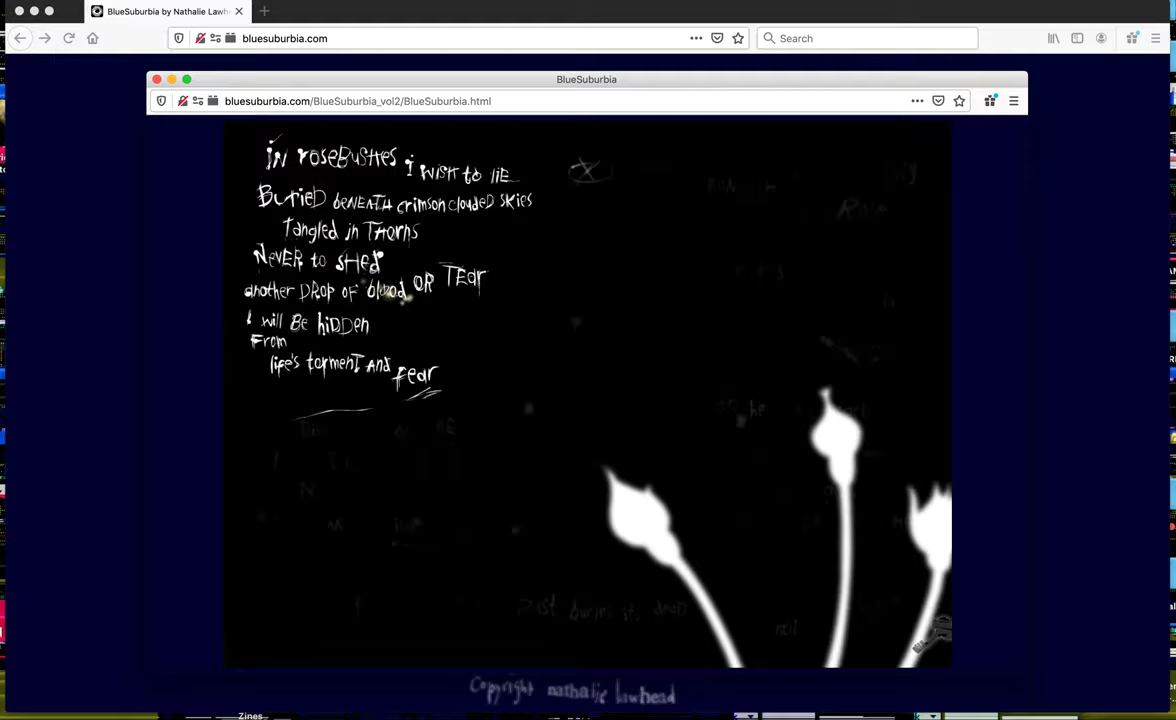 BlueSuburbia by Nathalie Lawh
bluesuburbia.com
Search
BlueSuburbia
bluesuburbia.com/BlueSuburbia_vol2/BlueSuburbia.html
iN roseBusHes i wisH to liE
Buried beNEATH crimson clouded skies
tangled in THorns
NevER to sHed
another DRop oF blood OR TEar
i will Be hiDDen
From
life's tormenT ANd fear
Past
Copyright nathalie lawhead
Zines